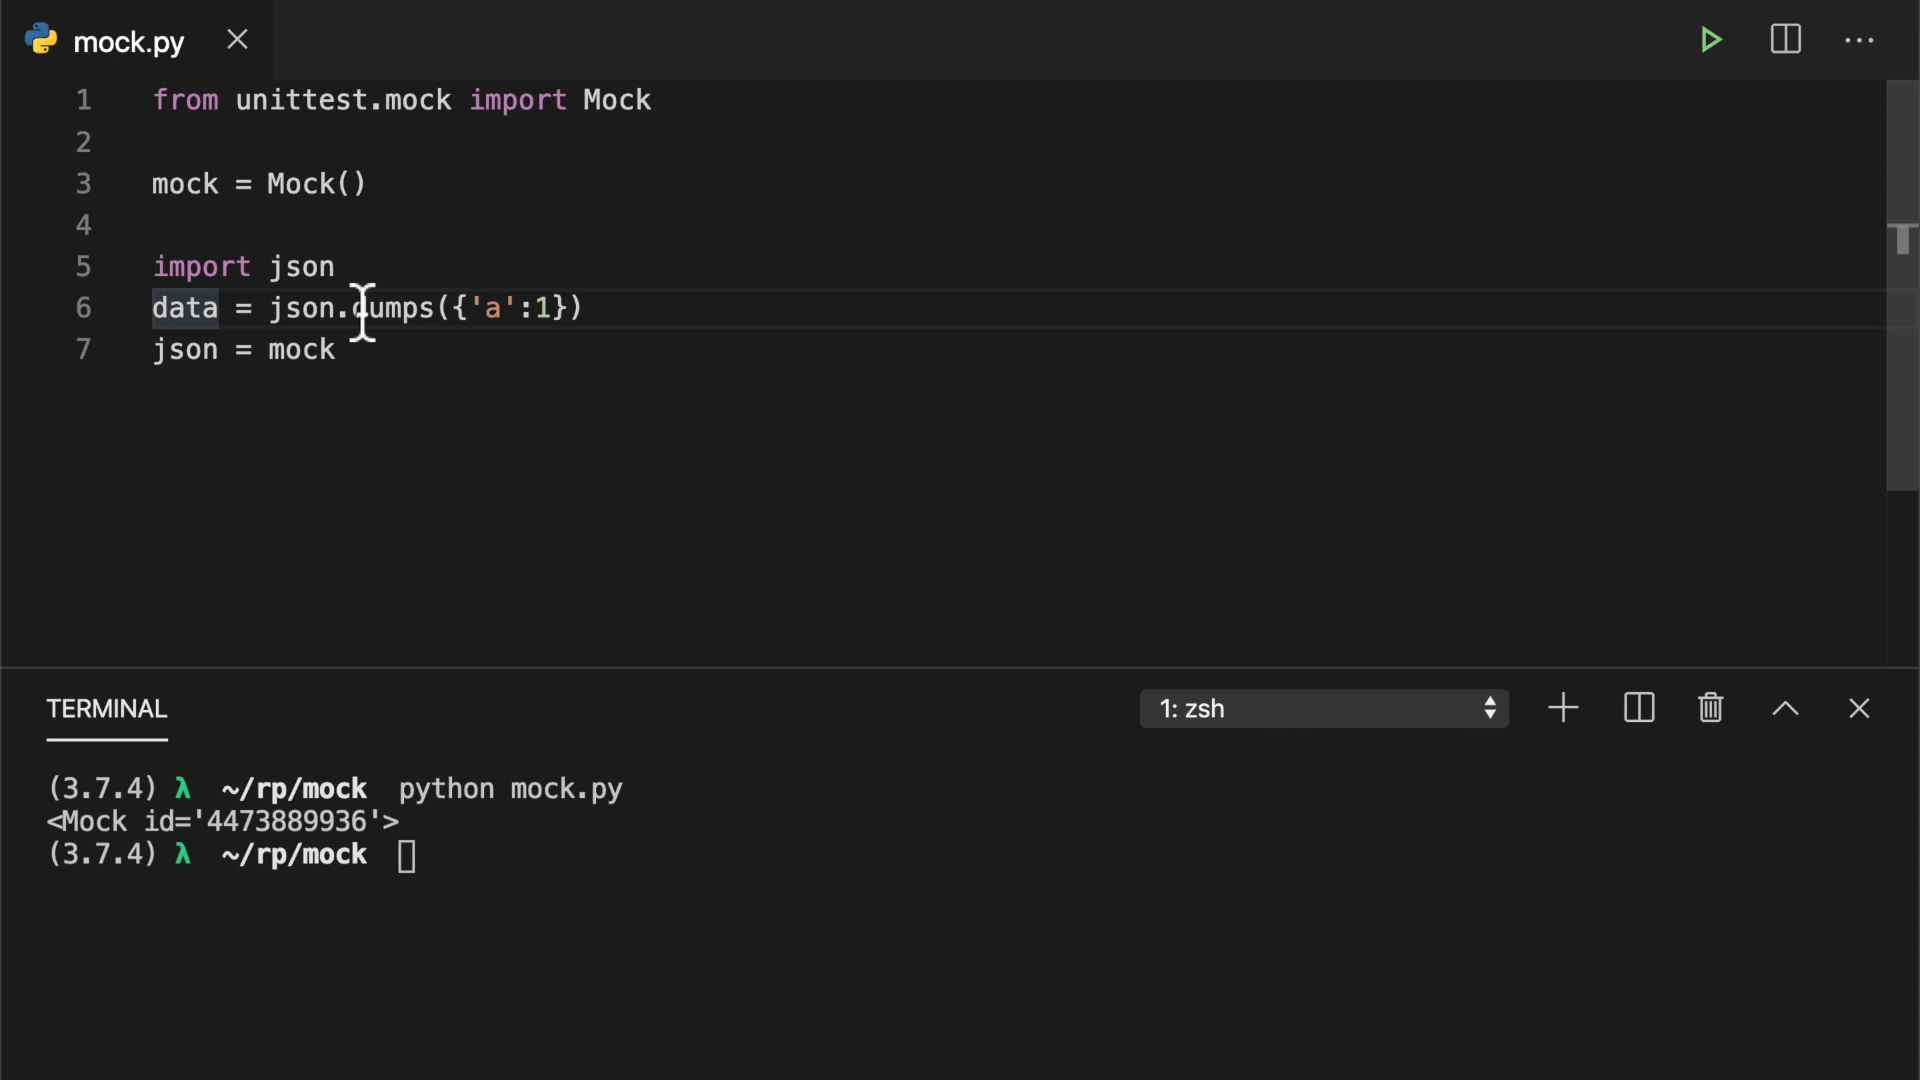 mock.py
1 from unittest.mock import Mock
2
3 mock = Mock()
4
5 import json
6 data = json.dumps({'a':1})
7 json = mock
TERMINAL
1: zsh
(3.7.4) λ ~/rp/mock python mock.py
<Mock id='4473889936'>
(3.7.4) λ ~/rp/mock